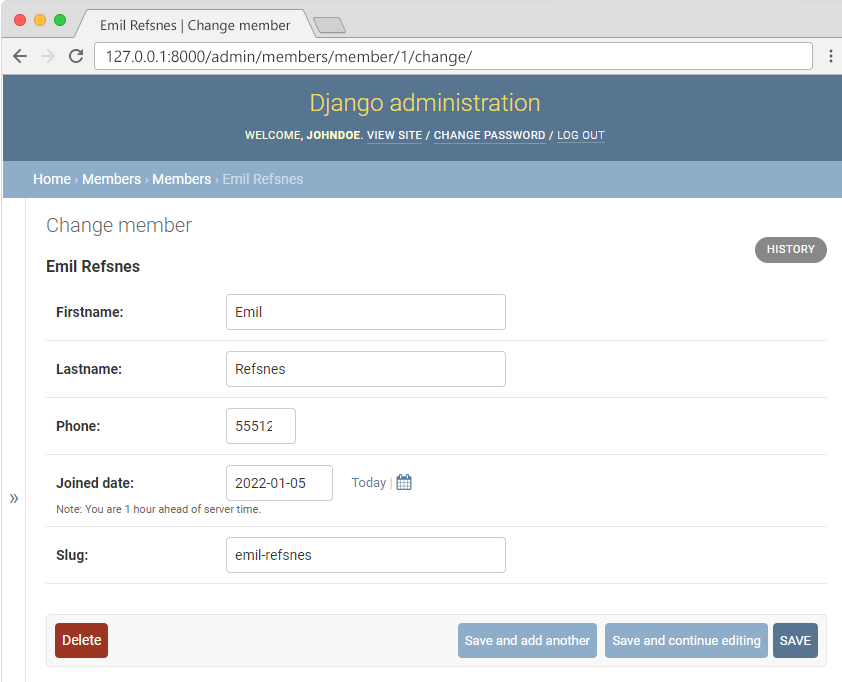 Emil Refsnes | Change member
127.0.0.1:8000/admin/members/member/1/change/
Django administration
WELCOME, JOHNDOE. VIEW SITE / CHANGE PASSWORD / LOG OUT
Home › Members › Members › Emil Refsnes
Change member
HISTORY
Emil Refsnes
Firstname: Emil
Lastname: Refsnes
Phone: 55512
Joined date: 2022-01-05 Today |
»
Note: You are 1 hour ahead of server time.
Slug: emil-refsnes
Delete Save and add another Save and continue editing SAVE